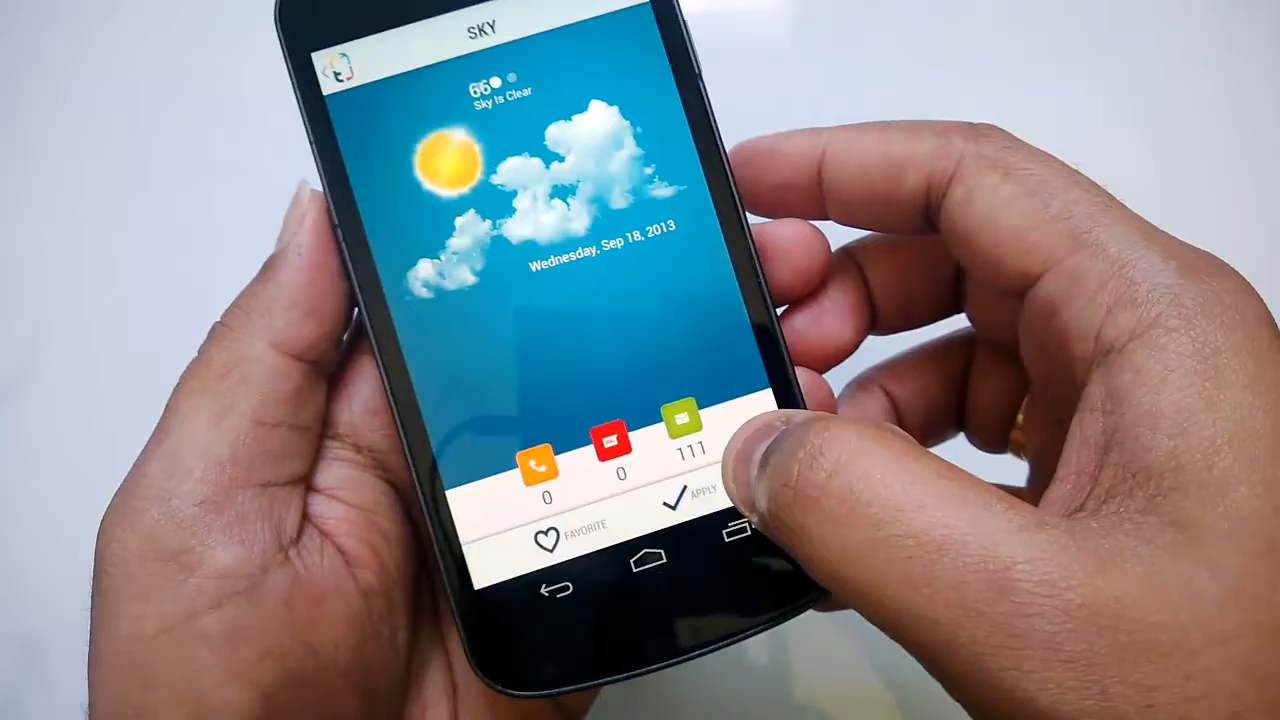 SKY
66
Sky Is Clear
Wednesday, Sep 18, 2013
0
0
111
FAVORITE
APPLY